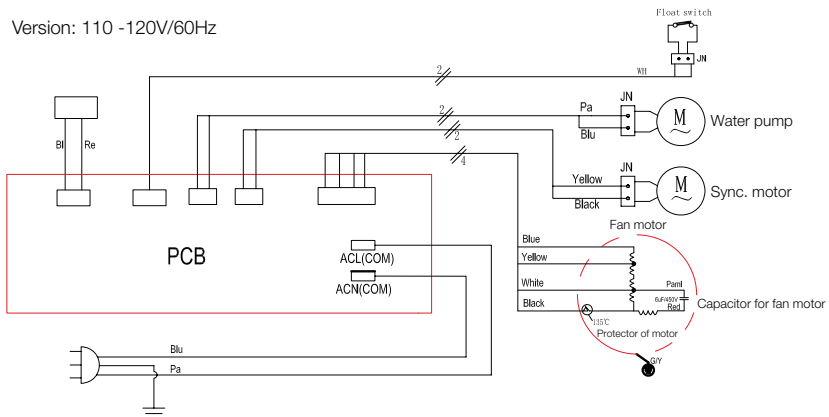 Version: 110 -120V/60Hz
Float switch
JN
WH
2
2
2
4
JN
Pa
Blu
M
Water pump
Bl
Re
JN
Yellow
Black
M
Sync. motor
Fan motor
PCB
ACL(COM)
ACN(COM)
Blue
Yellow
White
Black
Paml
6uF/450V
Red
Capacitor for fan motor
135℃
Protector of motor
G/Y
Blu
Pa